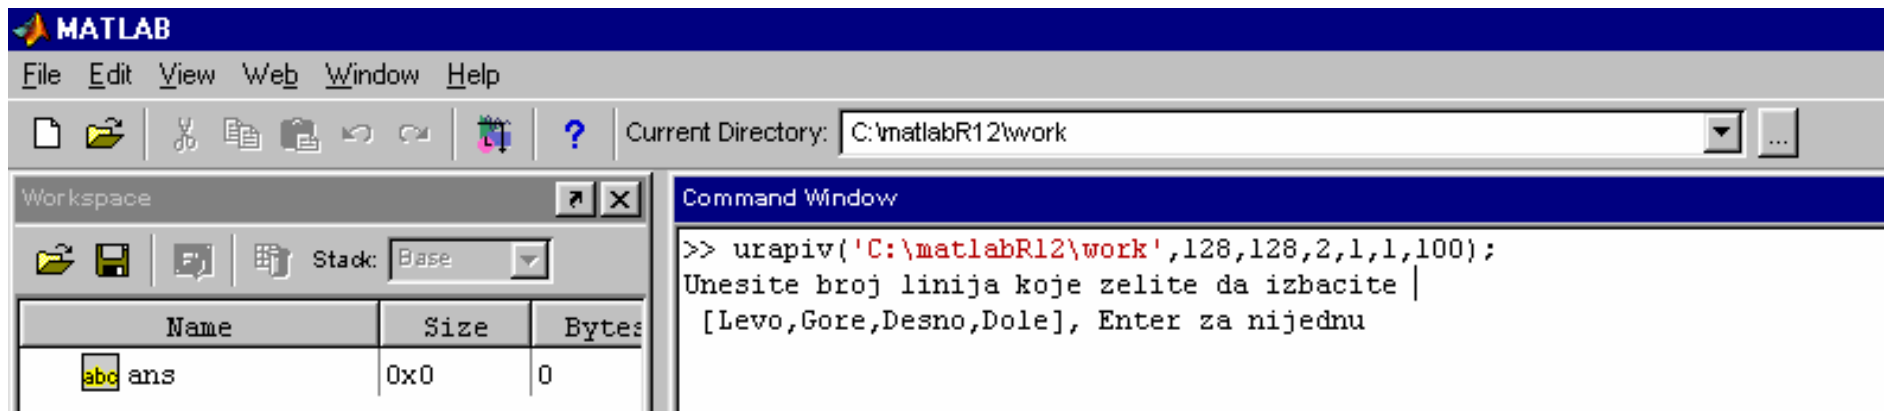 MATLAB
File Edit View Web Window Help
? Current Directory: C:\matlabR12\work ...
Workspace
Stack: Base
Name Size Bytes
abc ans 0x0 0
Command Window
>> urapiv('C:\matlabR12\work',128,128,2,1,1,100);
Unesite broj linija koje zelite da izbacite
[Levo,Gore,Desno,Dole], Enter za nijednu